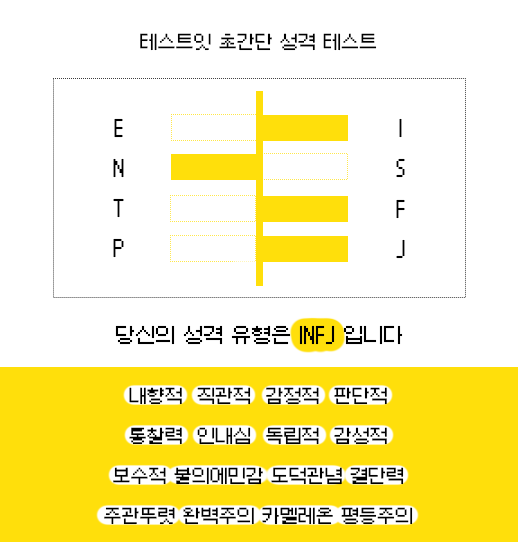 테스트잇 초간단 성격 테스트
E I
N S
T F
P J
당신의 성격 유형은 INFJ 입니다
내향적 직관적 감정적 판단적
통찰력 인내심 독립적 감성적
보수적 불의에민감 도덕관념 결단력
주관뚜렷 완벽주의 카멜레온 평등주의